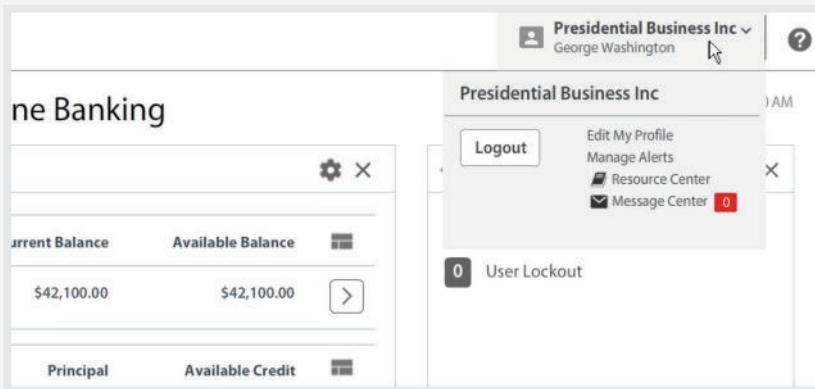 Presidential Business Inc
George Washington
ne Banking
Presidential Business Inc
AM
Logout
Edit My Profile
Manage Alerts
Resource Center
Message Center 0
urrent Balance Available Balance
$42,100.00 $42,100.00
0 User Lockout
Principal Available Credit